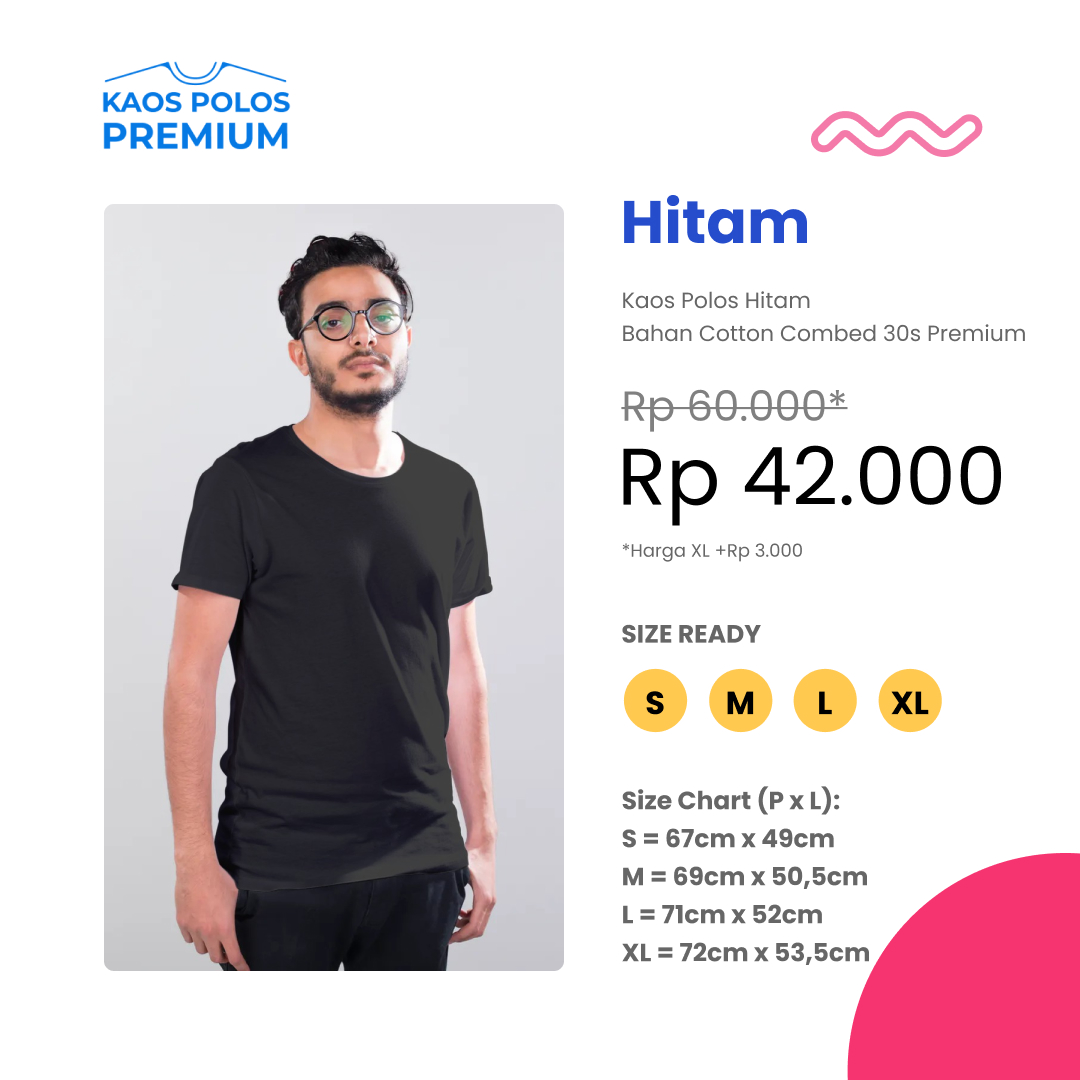 KAOS POLOS
PREMIUM
Hitam
Kaos Polos Hitam
Bahan Cotton Combed 30s Premium
Rp 60.000*
Rp 42.000
*Harga XL +Rp 3.000
SIZE READY
S M L XL
Size Chart (P x L):
S = 67cm x 49cm
M = 69cm x 50,5cm
L = 71cm x 52cm
XL = 72cm x 53,5cm